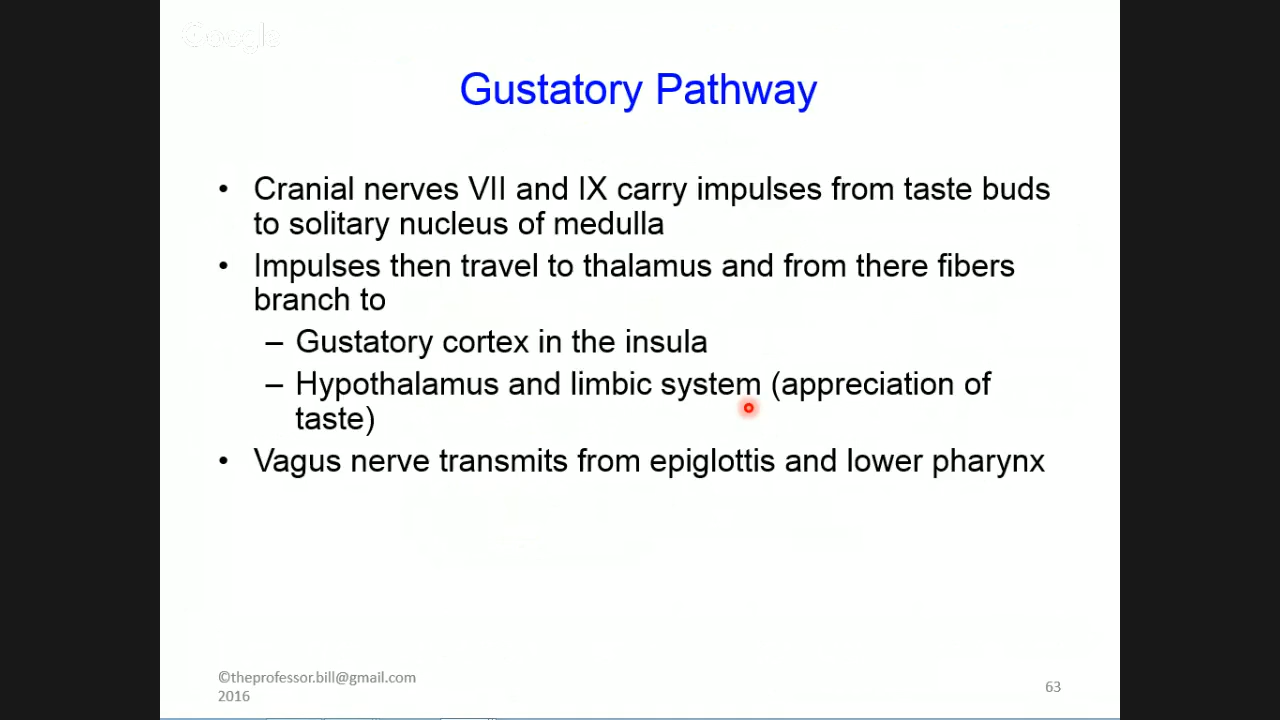 Google
Gustatory Pathway
• Cranial nerves VII and IX carry impulses from taste buds
to solitary nucleus of medulla
• Impulses then travel to thalamus and from there fibers
branch to
– Gustatory cortex in the insula
– Hypothalamus and limbic system (appreciation of
taste)
• Vagus nerve transmits from epiglottis and lower pharynx
©theprofessor.bill@gmail.com
2016
63